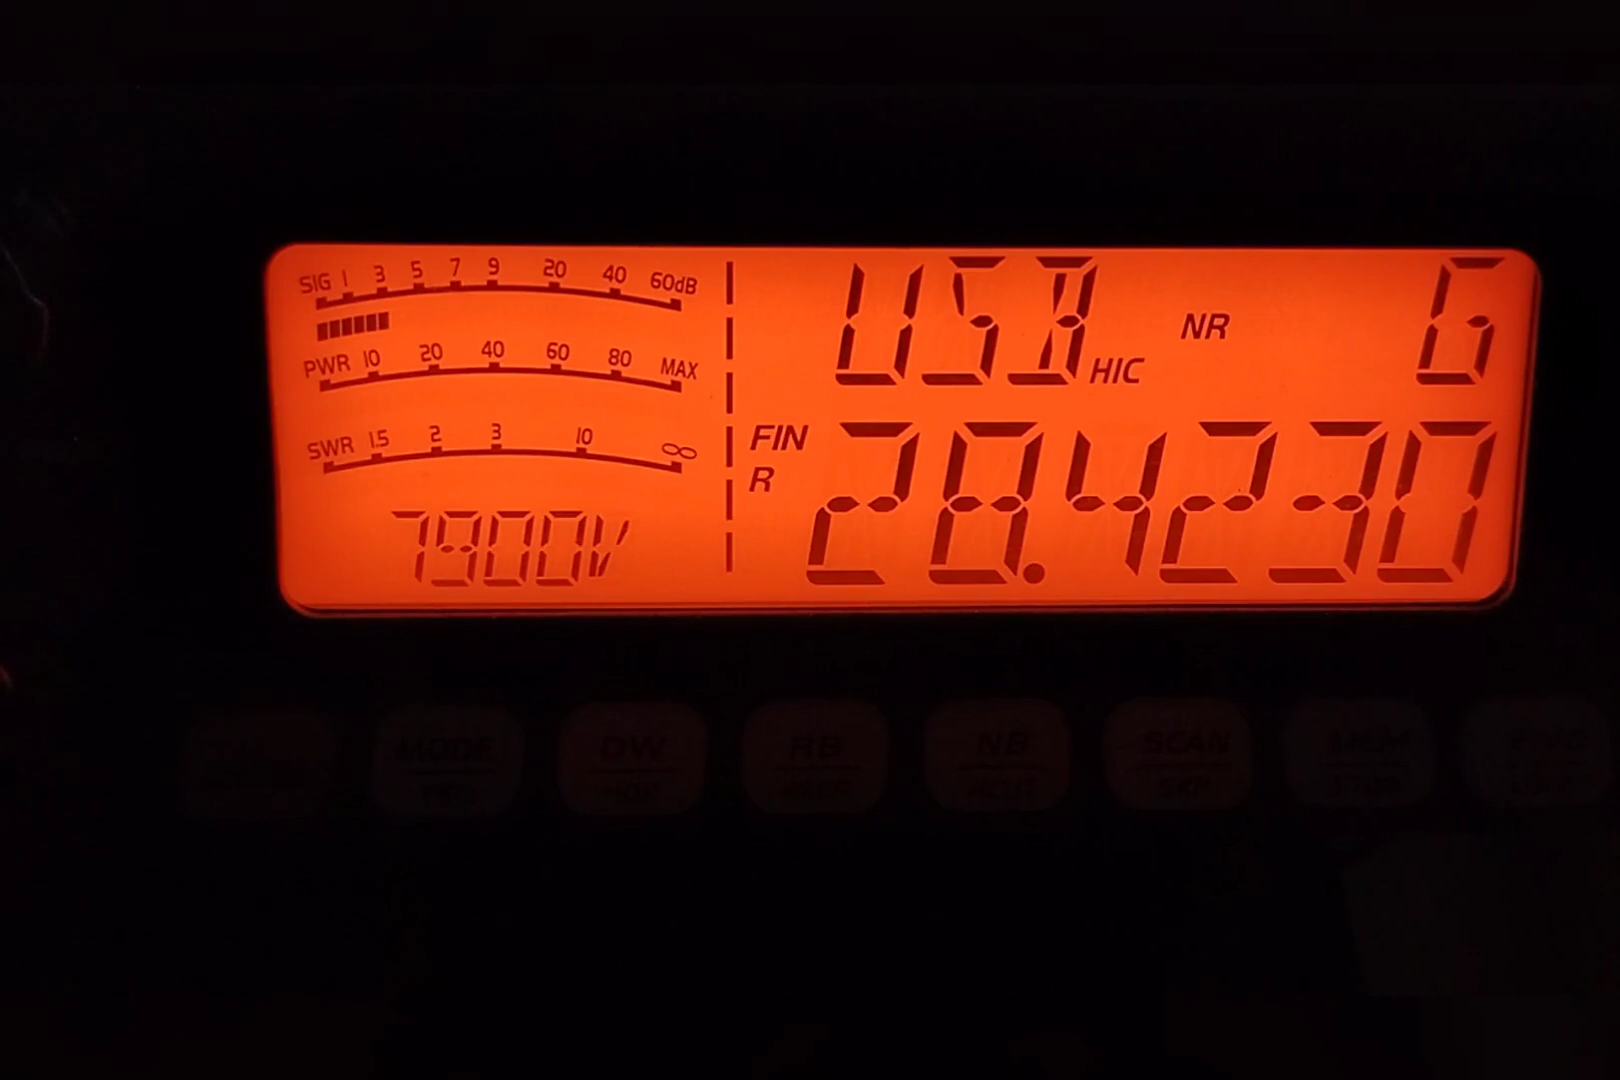 SIG 1 3 5 7 9 20 40 60dB
PWR 10 20 40 60 80 MAX
SWR 1.5 2 3 10 ∞
7900V
USB HIC NR 6
FIN
R 28.4230
MODE DW RB NB SCAN